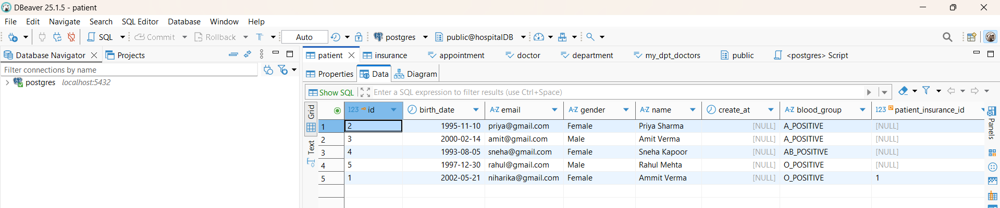 DBeaver 25.1.5 - patient
File Edit Navigate Search SQL Editor Database Window Help
SQL Commit Rollback T Auto postgres public@hospitalDB
Database Navigator Projects
patient insurance appointment doctor department my_dpt_doctors public <postgres> Script
Filter connections by name
Properties Data Diagram
postgres localhost:5432
Show SQL Enter a SQL expression to filter results (use Ctrl+Space)
Grid
Text
Panels
123 id birth_date A-Z email A-Z gender A-Z name create_at A-Z blood_group 123 patient_insurance_id
1 2 1995-11-10 priya@gmail.com Female Priya Sharma [NULL] A_POSITIVE [NULL]
2 3 2000-02-14 amit@gmail.com Male Amit Verma [NULL] A_POSITIVE [NULL]
3 4 1993-08-05 sneha@gmail.com Female Sneha Kapoor [NULL] AB_POSITIVE [NULL]
4 5 1997-12-30 rahul@gmail.com Male Rahul Mehta [NULL] O_POSITIVE [NULL]
5 1 2002-05-21 niharika@gmail.com Female Ammit Verma [NULL] O_POSITIVE 1